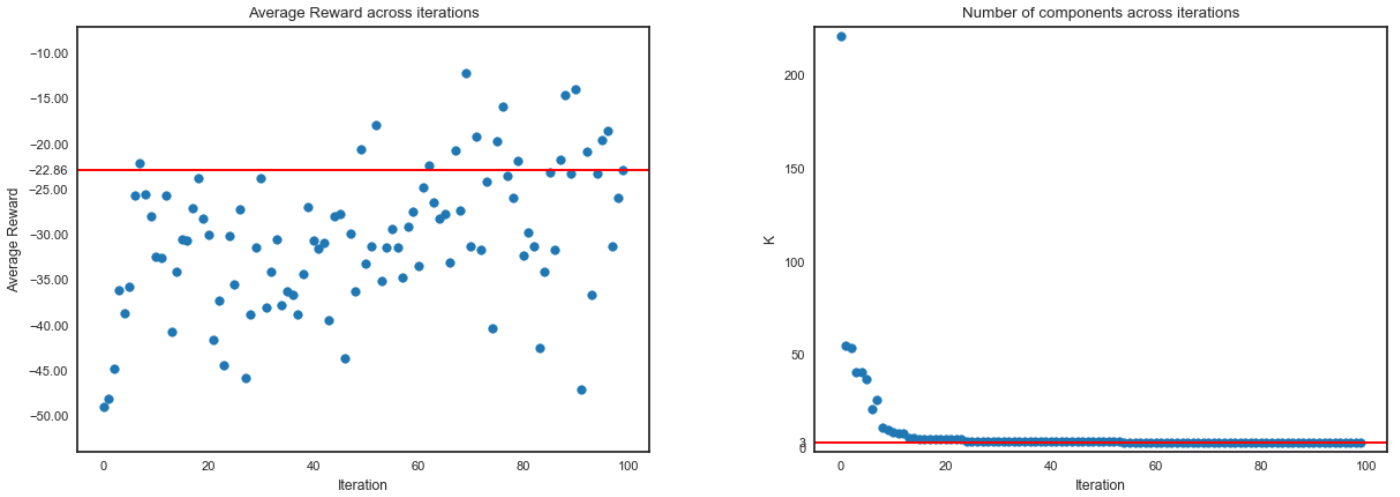 Average Reward across iterations
Average Reward
−10.00
−15.00
−20.00
−22.86
−25.00
−30.00
−35.00
−40.00
−45.00
−50.00
0 20 40 60 80 100
Iteration
Number of components across iterations
K
200
150
100
50
3
0
0 20 40 60 80 100
Iteration